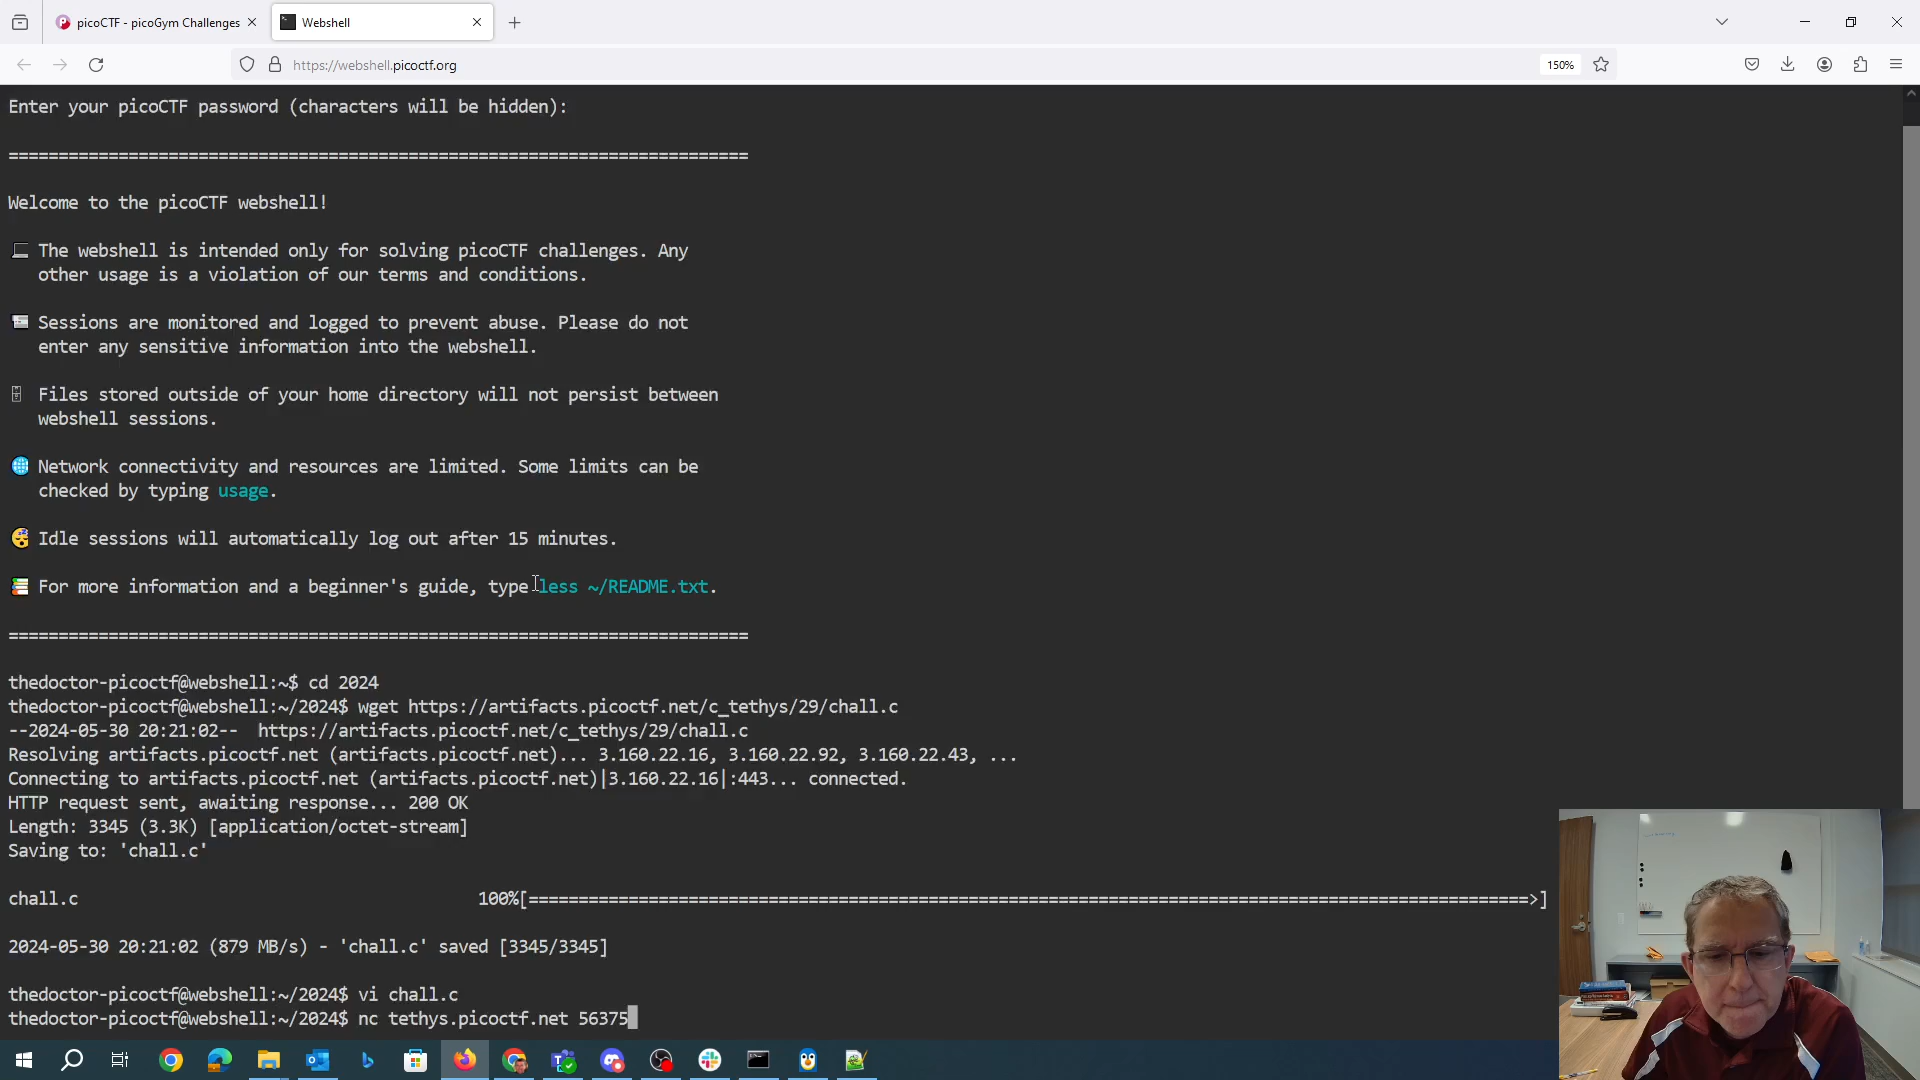 picoCTF - picoGym Challenges
Webshell
https://webshell.picoctf.org
150%
Enter your picoCTF password (characters will be hidden):
==========================================================================
Welcome to the picoCTF webshell!
The webshell is intended only for solving picoCTF challenges. Any
other usage is a violation of our terms and conditions.
Sessions are monitored and logged to prevent abuse. Please do not
enter any sensitive information into the webshell.
Files stored outside of your home directory will not persist between
webshell sessions.
Network connectivity and resources are limited. Some limits can be
checked by typing usage.
Idle sessions will automatically log out after 15 minutes.
For more information and a beginner's guide, type less ~/README.txt.
==========================================================================
thedoctor-picoctf@webshell:~$ cd 2024
thedoctor-picoctf@webshell:~/2024$ wget https://artifacts.picoctf.net/c_tethys/29/chall.c
--2024-05-30 20:21:02--  https://artifacts.picoctf.net/c_tethys/29/chall.c
Resolving artifacts.picoctf.net (artifacts.picoctf.net)... 3.160.22.16, 3.160.22.92, 3.160.22.43, ...
Connecting to artifacts.picoctf.net (artifacts.picoctf.net)|3.160.22.16|:443... connected.
HTTP request sent, awaiting response... 200 OK
Length: 3345 (3.3K) [application/octet-stream]
Saving to: 'chall.c'
chall.c 100%[====================================================================================================>]
2024-05-30 20:21:02 (879 MB/s) - 'chall.c' saved [3345/3345]
thedoctor-picoctf@webshell:~/2024$ vi chall.c
thedoctor-picoctf@webshell:~/2024$ nc tethys.picoctf.net 56375